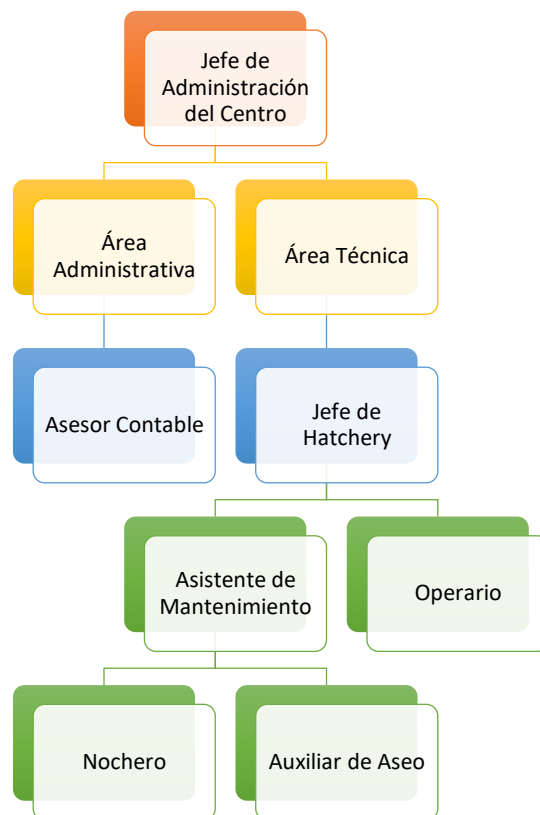 Jefe de
Administración
del Centro
Área
Administrativa
Área Técnica
Asesor Contable
Jefe de
Hatchery
Asistente de
Mantenimiento
Operario
Nochero
Auxiliar de Aseo